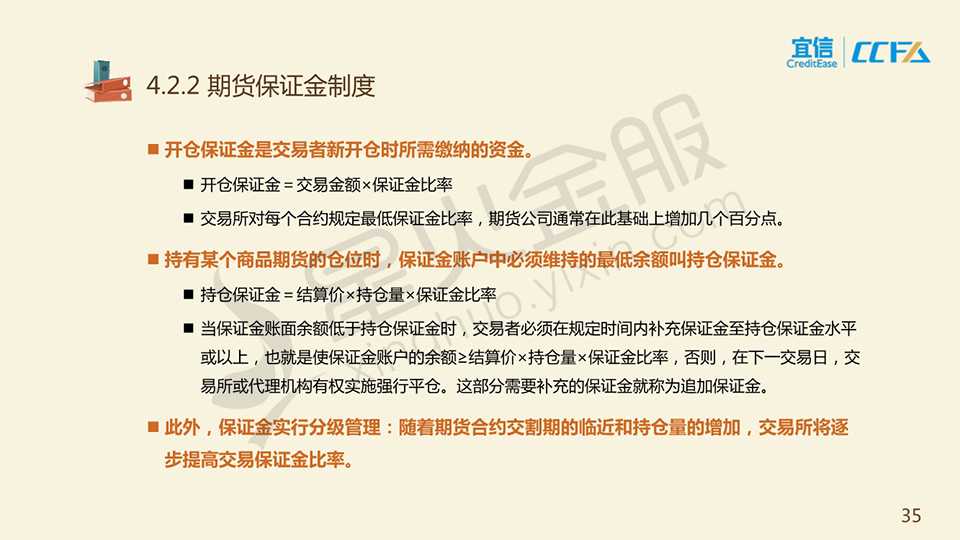 宜信
CreditEase
CCFA
4.2.2 期货保证金制度
■ 开仓保证金是交易者新开仓时所需缴纳的资金。
■ 开仓保证金＝交易金额×保证金比率
■ 交易所对每个合约规定最低保证金比率，期货公司通常在此基础上增加几个百分点。
■ 持有某个商品期货的仓位时，保证金账户中必须维持的最低余额叫持仓保证金。
■ 持仓保证金＝结算价×持仓量×保证金比率
■ 当保证金账面余额低于持仓保证金时，交易者必须在规定时间内补充保证金至持仓保证金水平
或以上，也就是使保证金账户的余额≥结算价×持仓量×保证金比率，否则，在下一交易日，交
易所或代理机构有权实施强行平仓。这部分需要补充的保证金就称为追加保证金。
■ 此外，保证金实行分级管理：随着期货合约交割期的临近和持仓量的增加，交易所将逐
步提高交易保证金比率。
星火金服
xinghuo.yixin.com
35